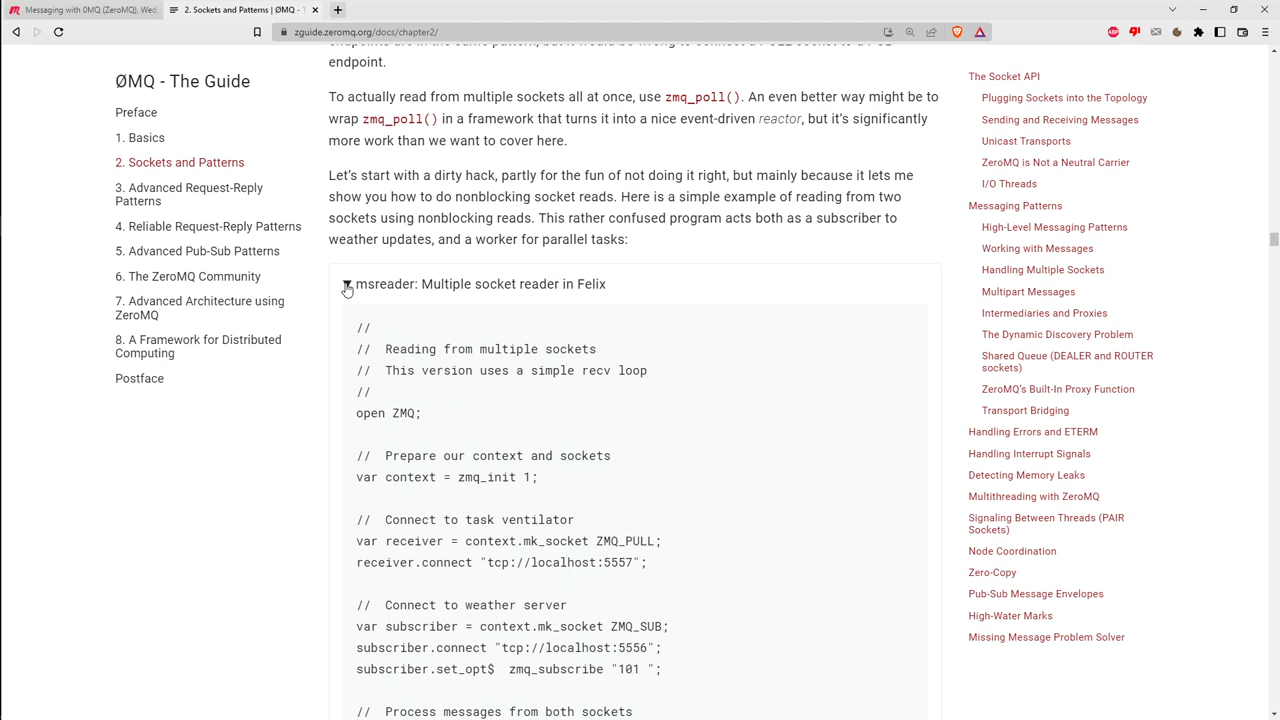 Messaging with 0MQ (ZeroMQ), Wed,
2. Sockets and Patterns | ØMQ - T
zguide.zeromq.org/docs/chapter2/
ØMQ - The Guide
Preface
1. Basics
2. Sockets and Patterns
3. Advanced Request-Reply
Patterns
4. Reliable Request-Reply Patterns
5. Advanced Pub-Sub Patterns
6. The ZeroMQ Community
7. Advanced Architecture using
ZeroMQ
8. A Framework for Distributed
Computing
Postface
endpoint.
To actually read from multiple sockets all at once, use zmq_poll(). An even better way might be to
wrap zmq_poll() in a framework that turns it into a nice event-driven reactor, but it’s significantly
more work than we want to cover here.
Let’s start with a dirty hack, partly for the fun of not doing it right, but mainly because it lets me
show you how to do nonblocking socket reads. Here is a simple example of reading from two
sockets using nonblocking reads. This rather confused program acts both as a subscriber to
weather updates, and a worker for parallel tasks:
msreader: Multiple socket reader in Felix
//
//  Reading from multiple sockets
//  This version uses a simple recv loop
//
open ZMQ;
//  Prepare our context and sockets
var context = zmq_init 1;
//  Connect to task ventilator
var receiver = context.mk_socket ZMQ_PULL;
receiver.connect "tcp://localhost:5557";
//  Connect to weather server
var subscriber = context.mk_socket ZMQ_SUB;
subscriber.connect "tcp://localhost:5556";
subscriber.set_opt$  zmq_subscribe "101 ";
//  Process messages from both sockets
The Socket API
Plugging Sockets into the Topology
Sending and Receiving Messages
Unicast Transports
ZeroMQ is Not a Neutral Carrier
I/O Threads
Messaging Patterns
High-Level Messaging Patterns
Working with Messages
Handling Multiple Sockets
Multipart Messages
Intermediaries and Proxies
The Dynamic Discovery Problem
Shared Queue (DEALER and ROUTER
sockets)
ZeroMQ’s Built-In Proxy Function
Transport Bridging
Handling Errors and ETERM
Handling Interrupt Signals
Detecting Memory Leaks
Multithreading with ZeroMQ
Signaling Between Threads (PAIR
Sockets)
Node Coordination
Zero-Copy
Pub-Sub Message Envelopes
High-Water Marks
Missing Message Problem Solver